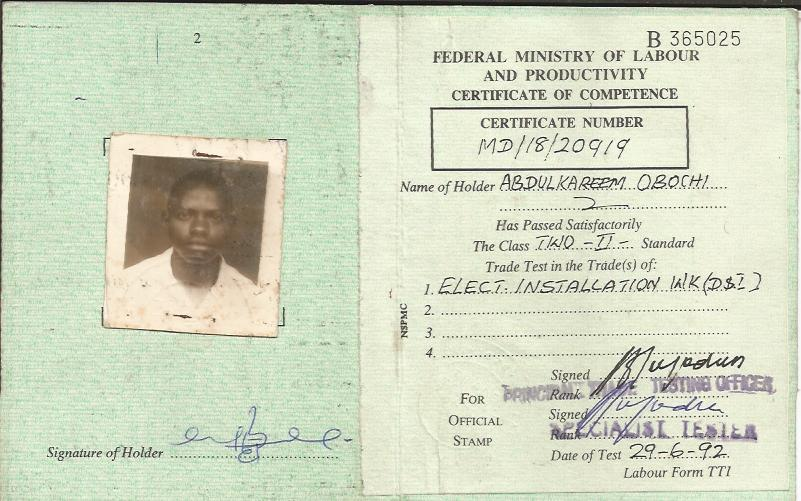 2
Signature of Holder
B 365025
FEDERAL MINISTRY OF LABOUR
AND PRODUCTIVITY
CERTIFICATE OF COMPETENCE
CERTIFICATE NUMBER
MD/18/20919
Name of Holder ABDULKAREEM OBOCHI
Has Passed Satisfactorily
The Class TWO - II - Standard
Trade Test in the Trade(s) of:
1. ELECT. INSTALLATION WK (D&I)
2.
3.
4.
NSPMC
Signed
PRINCIPAL TRADE TESTING OFFICER
Rank
FOR
OFFICIAL
STAMP
Signed
SPECIALIST TESTER
Rank
Date of Test 29-6-92
Labour Form TT1